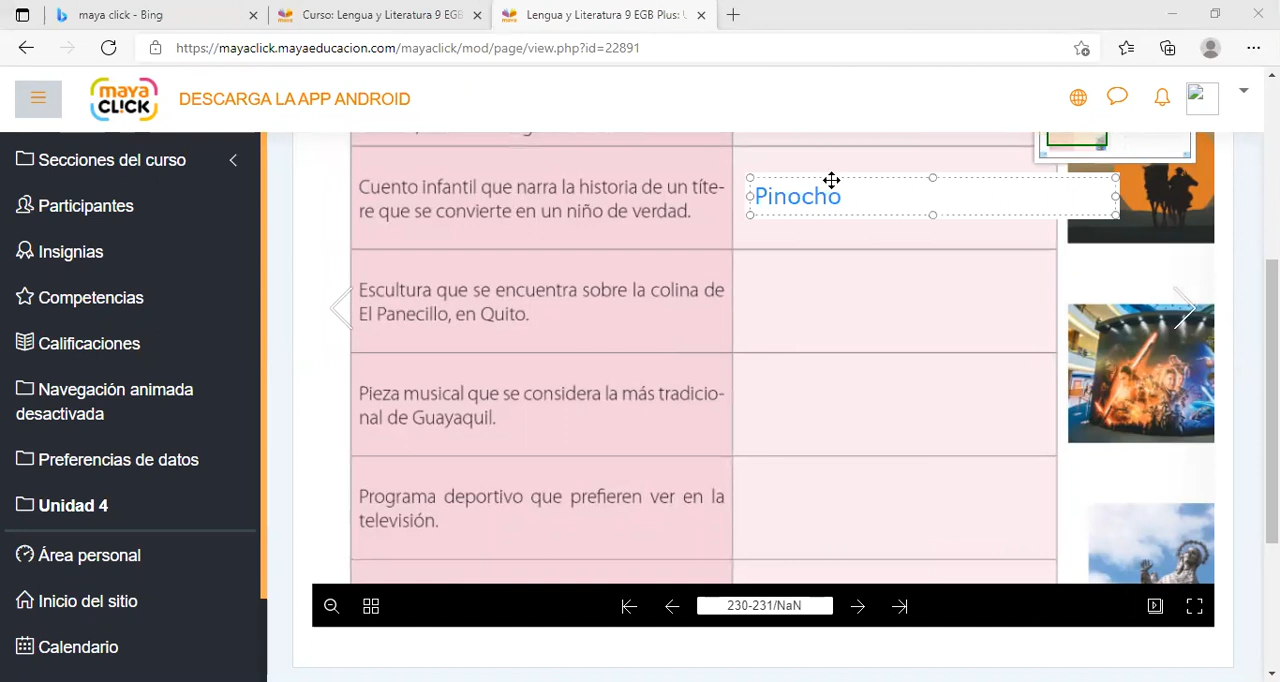 maya click - Bing
Curso: Lengua y Literatura 9 EGB
Lengua y Literatura 9 EGB Plus: U
https://mayaclick.mayaeducacion.com/mayaclick/mod/page/view.php?id=22891
maya CLICK
DESCARGA LA APP ANDROID
Secciones del curso
Participantes
Insignias
Competencias
Calificaciones
Navegación animada
desactivada
Preferencias de datos
Unidad 4
Área personal
Inicio del sitio
Calendario
Cuento infantil que narra la historia de un títe-
re que se convierte en un niño de verdad.
Pinocho
Escultura que se encuentra sobre la colina de
El Panecillo, en Quito.
Pieza musical que se considera la más tradicio-
nal de Guayaquil.
Programa deportivo que prefieren ver en la
televisión.
230-231/NaN